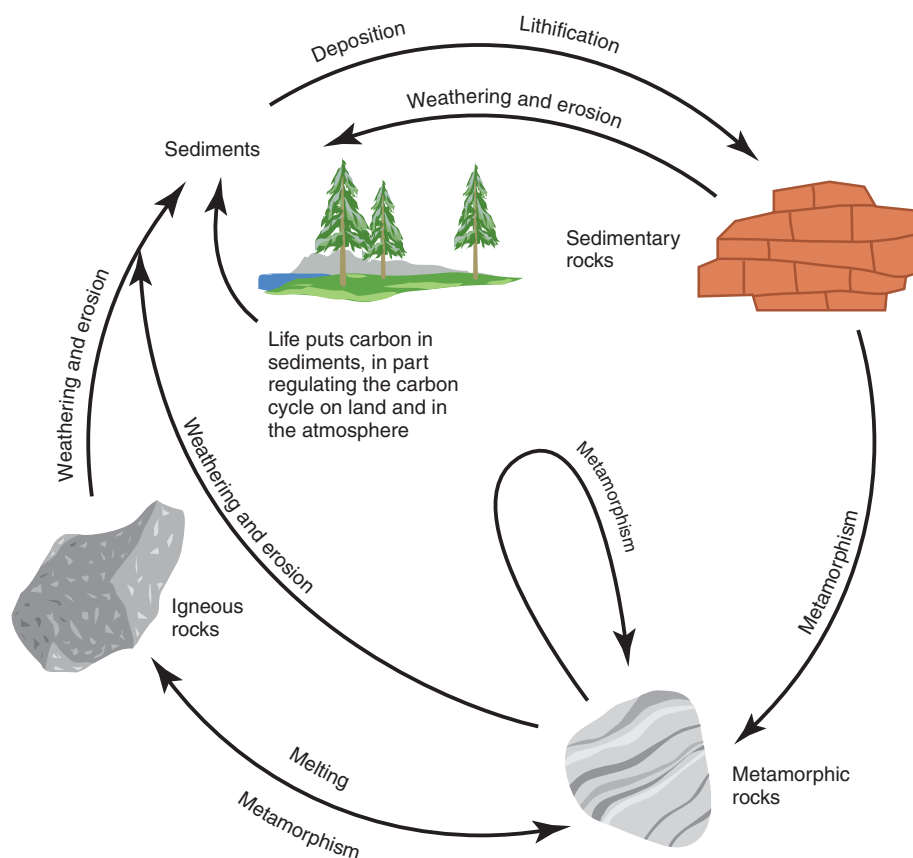 Deposition
Lithification
Weathering and erosion
Sediments
Sedimentary
rocks
Life puts carbon in
sediments, in part
regulating the carbon
cycle on land and in
the atmosphere
Weathering and erosion
Weathering and erosion
Metamorphism
Metamorphism
Igneous
rocks
Melting
Metamorphism
Metamorphic
rocks